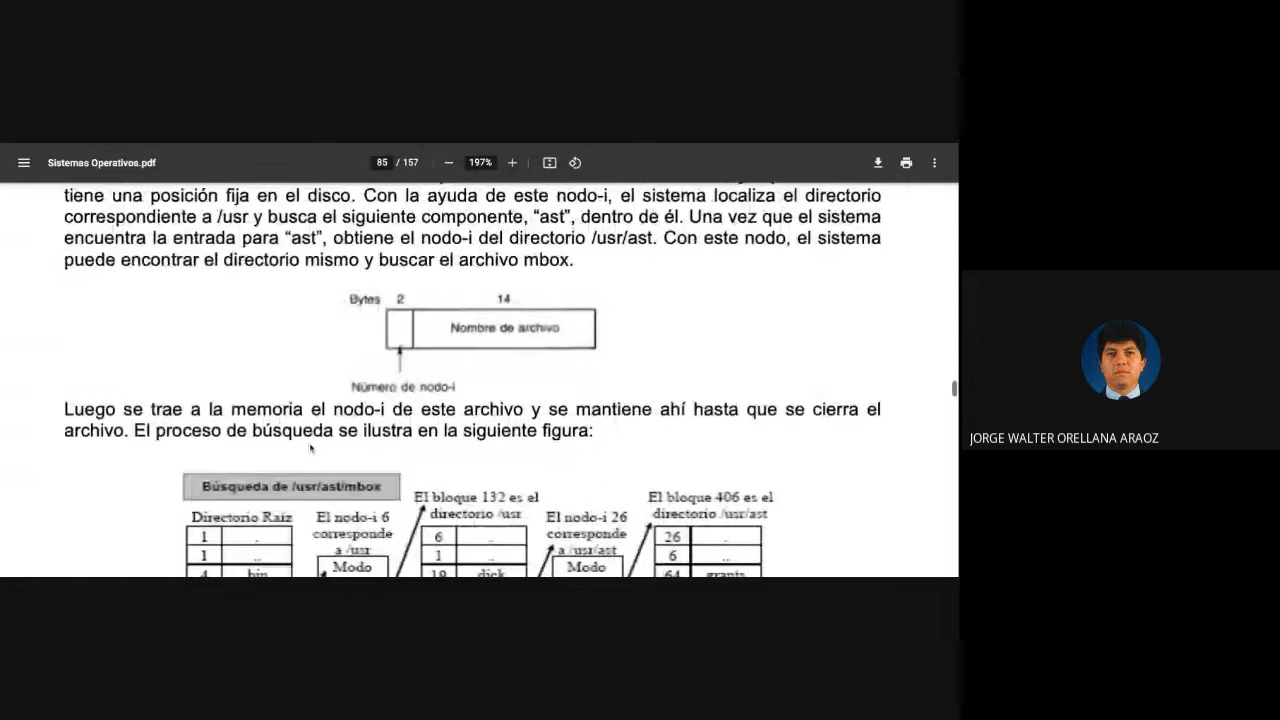 Sistemas Operativos.pdf
85 / 157
197%
tiene una posición fija en el disco. Con la ayuda de este nodo-i, el sistema localiza el directorio
correspondiente a /usr y busca el siguiente componente, “ast”, dentro de él. Una vez que el sistema
encuentra la entrada para “ast”, obtiene el nodo-i del directorio /usr/ast. Con este nodo, el sistema
puede encontrar el directorio mismo y buscar el archivo mbox.
Bytes 2 14
Nombre de archivo
Número de nodo-i
Luego se trae a la memoria el nodo-i de este archivo y se mantiene ahí hasta que se cierra el
archivo. El proceso de búsqueda se ilustra en la siguiente figura:
Búsqueda de /usr/ast/mbox
Directorio Raíz
1 .
1 ..
4 bin
El nodo-i 6
corresponde
a /usr
Modo
El bloque 132 es el
directorio /usr
6 .
1 ..
19 dick
El nodo-i 26
corresponde
a /usr/ast
Modo
El bloque 406 es el
directorio /usr/ast
26 .
6 ..
64 grants
JORGE WALTER ORELLANA ARAOZ